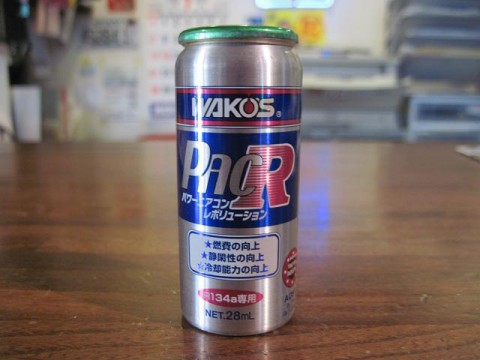 WAKO'S®
PAC R
パワーエアコン
レボリューション
★燃費の向上
★静閑性の向上
★冷却能力の向上
R134a専用
NET.28mL